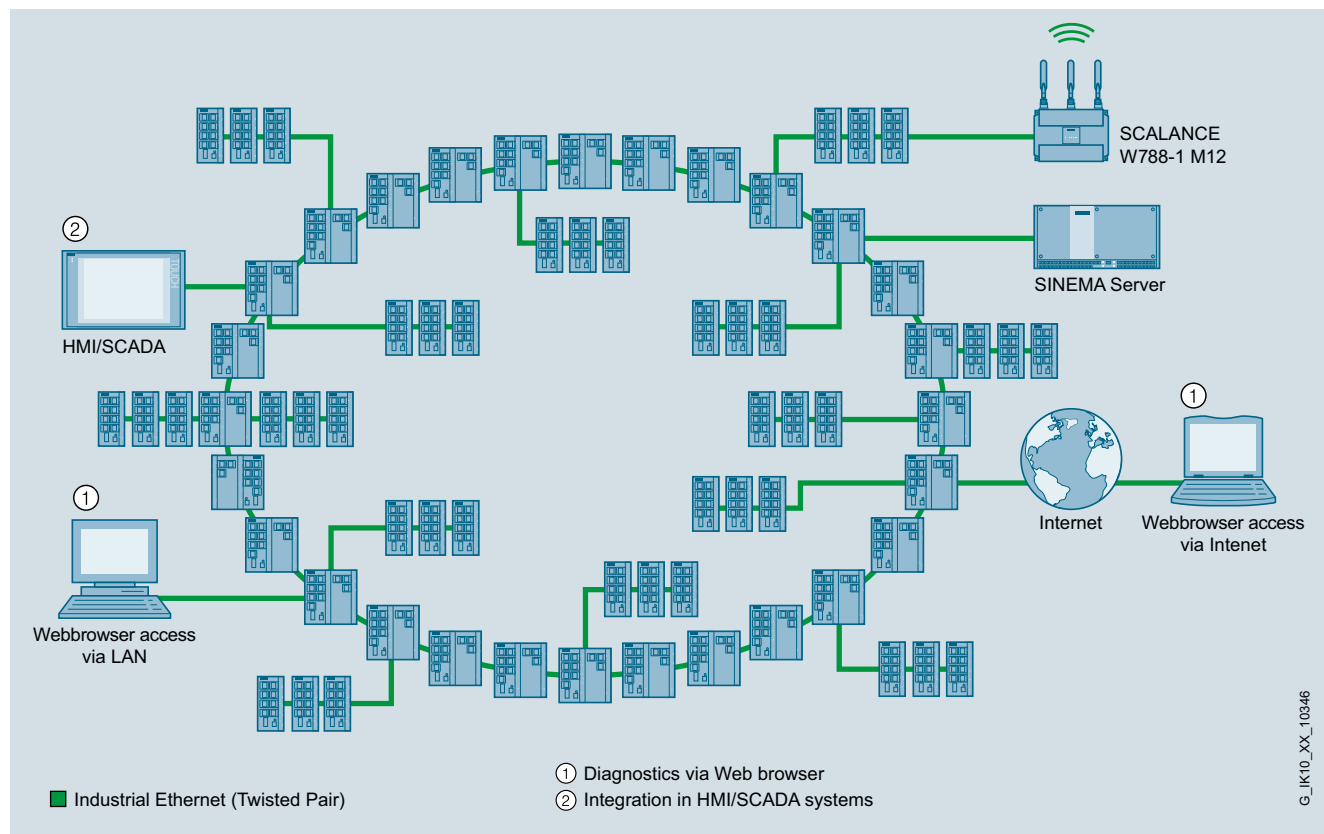 SCALANCE
W788-1 M12
②
HMI/SCADA
TOUCH
SINEMA Server
①
Internet
Webbrowser access
via Intenet
①
Webbrowser access
via LAN
Industrial Ethernet (Twisted Pair)
① Diagnostics via Web browser
② Integration in HMI/SCADA systems
G_IK10_XX_10346